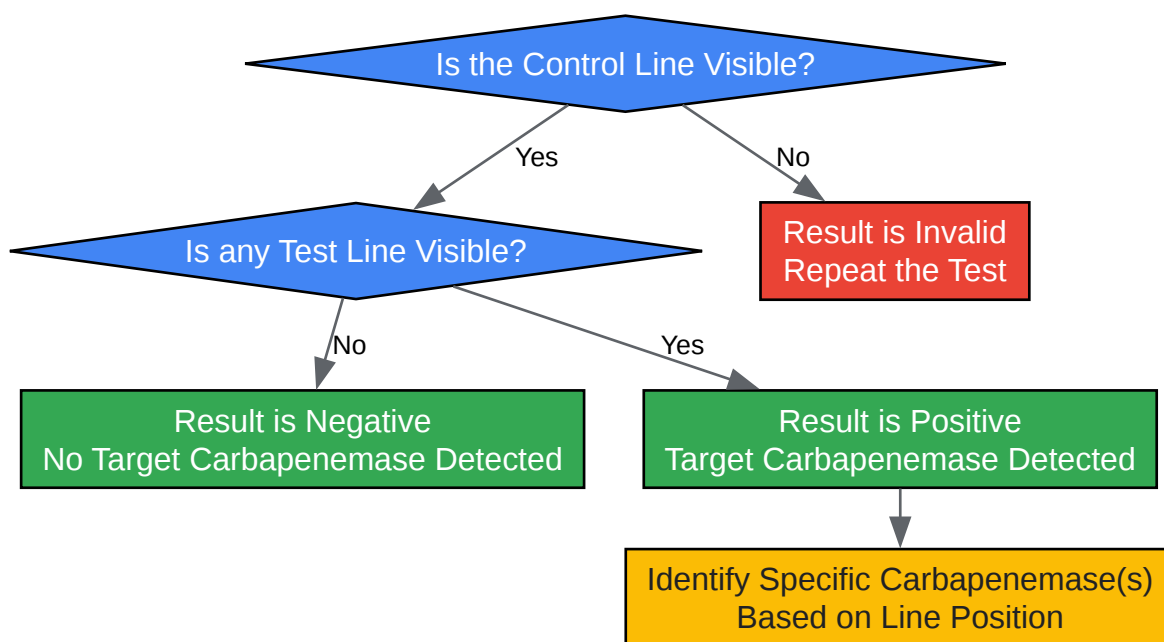 Is the Control Line Visible?
Yes
No
Is any Test Line Visible?
Result is Invalid
Repeat the Test
No
Yes
Result is Negative
No Target Carbapenemase Detected
Result is Positive
Target Carbapenemase Detected
Identify Specific Carbapenemase(s)
Based on Line Position